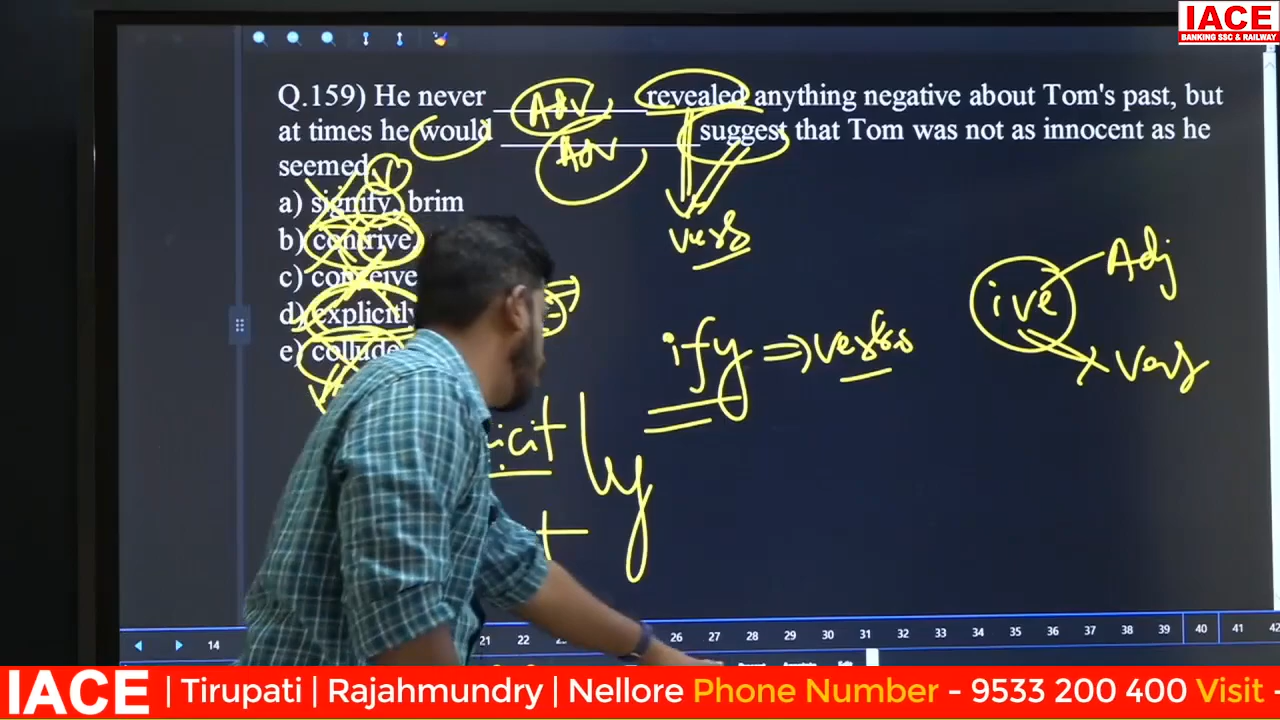 IACE
BANKING SSC & RAILWAY
Q.159) He never Adv revealed anything negative about Tom's past, but
at times he would Adv suggest that Tom was not as innocent as he
seemed.
V
a) signify, brim
b) contrive,
c) conceive
d) explicitly
e) collude
verb
ive
Adj
verb
ify ⇒ verbs
icit
ly
t
14
21 22 23 26 27 28 29 30 31 32 33 34 35 36 37 38 39 40 41 42
IACE | Tirupati | Rajahmundry | Nellore Phone Number - 9533 200 400 Visit -